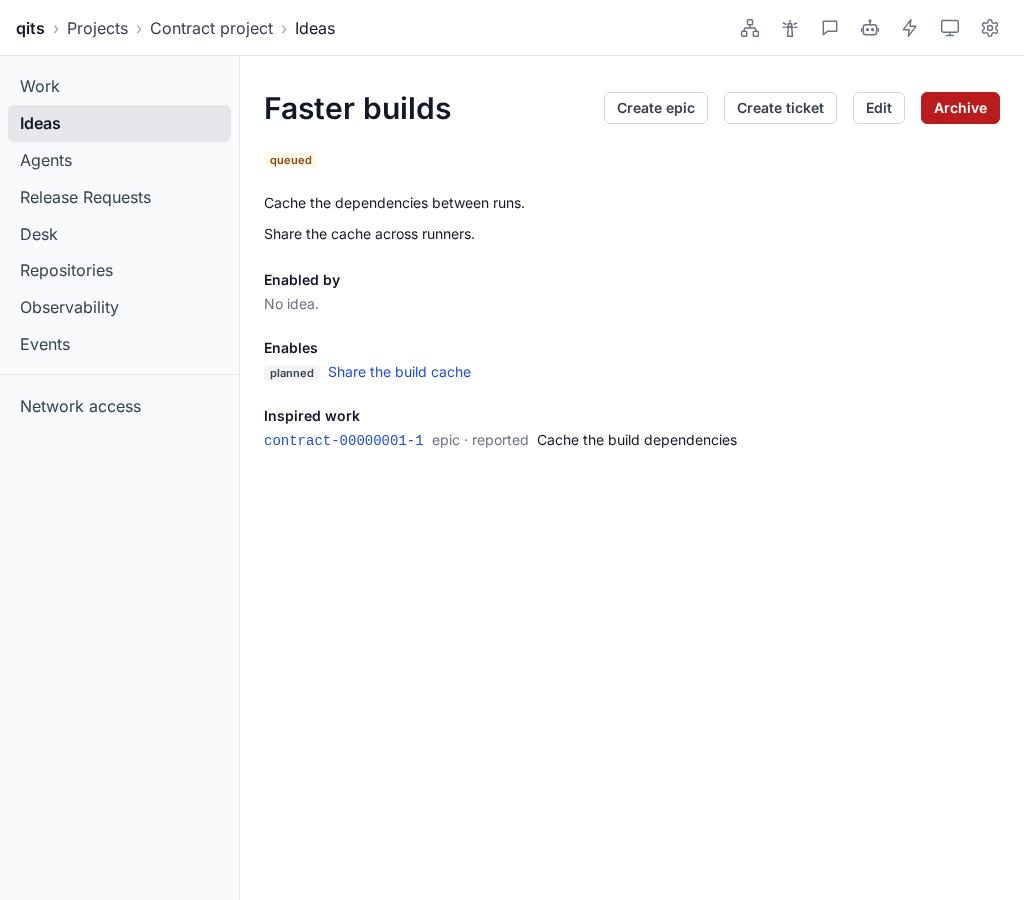 qits › Projects › Contract project › Ideas
Work
Ideas
Agents
Release Requests
Desk
Repositories
Observability
Events
Network access
Faster builds
Create epic
Create ticket
Edit
Archive
queued
Cache the dependencies between runs.
Share the cache across runners.
Enabled by
No idea.
Enables
planned Share the build cache
Inspired work
contract-00000001-1 epic · reported Cache the build dependencies